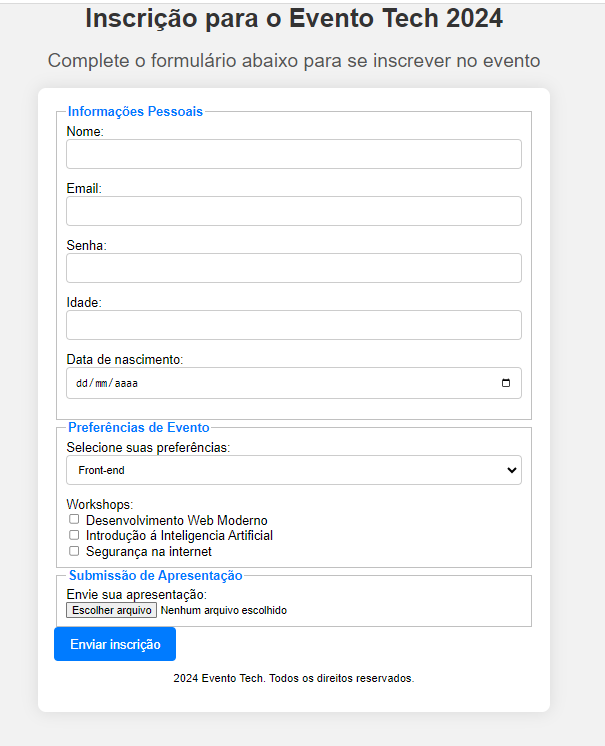 Inscrição para o Evento Tech 2024
Complete o formulário abaixo para se inscrever no evento
Informações Pessoais
Nome:
Email:
Senha:
Idade:
Data de nascimento:
dd/mm/aaaa
Preferências de Evento
Selecione suas preferências:
Front-end
Workshops:
Desenvolvimento Web Moderno
Introdução á Inteligencia Artificial
Segurança na internet
Submissão de Apresentação
Envie sua apresentação:
Escolher arquivo Nenhum arquivo escolhido
Enviar inscrição
2024 Evento Tech. Todos os direitos reservados.